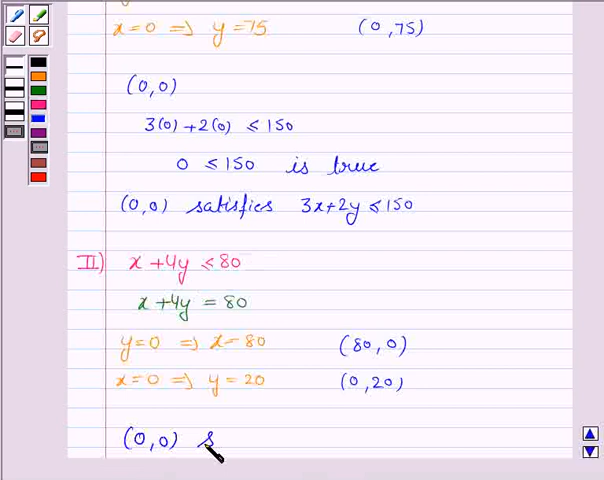 x=0 ⇒ y=75 (0,75)
(0,0)
3(0)+2(0) ≤ 150
0 ≤ 150 is true
(0,0) satisfies 3x+2y ≤ 150
II) x+4y ≤ 80
x+4y = 80
y=0 ⇒ x=80 (80,0)
x=0 ⇒ y=20 (0,20)
(0,0) s